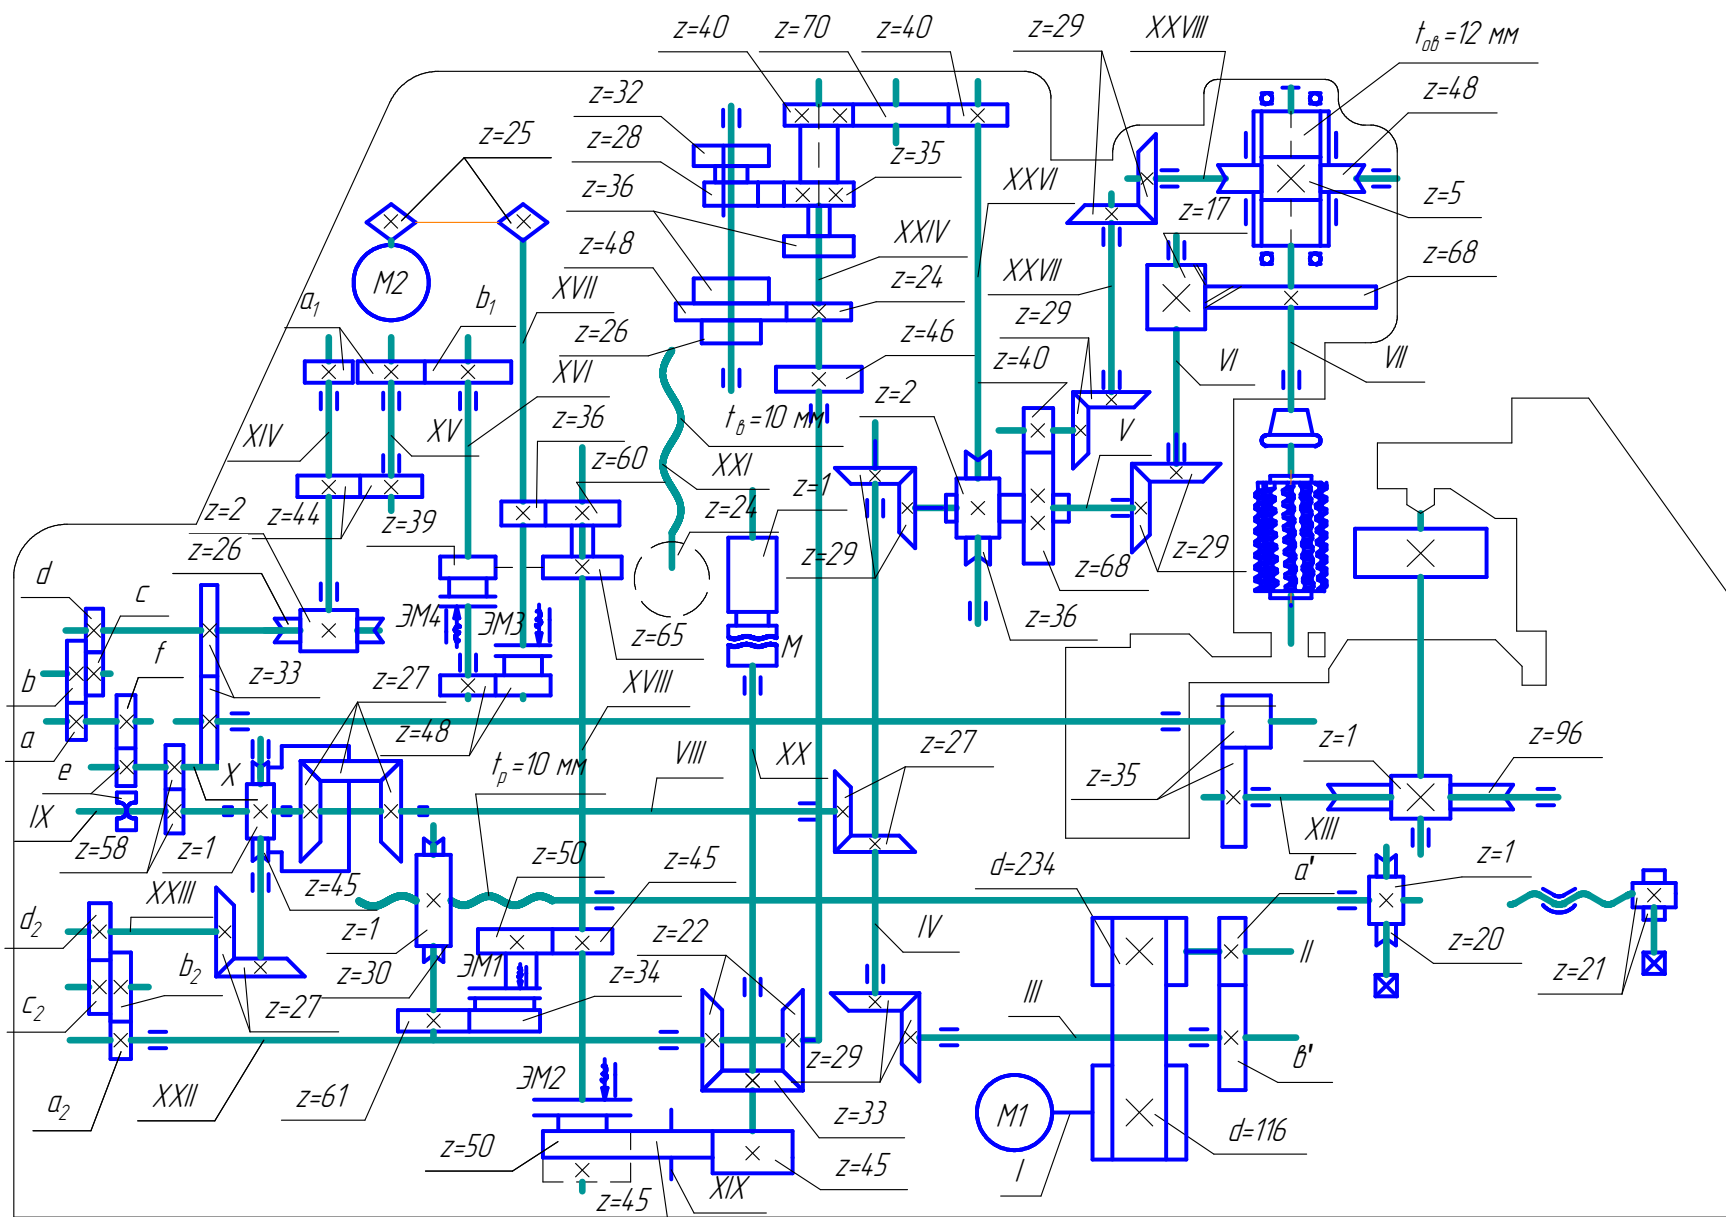 z=40
z=70
z=40
z=29
XXVIII
tов=12 мм
z=32
z=48
z=25
z=28
z=35
z=36
XXVI
z=17
z=5
XXIV
z=48
z=68
M2
a1
b1
XVII
z=24
XXVII
z=26
z=29
z=46
XVI
z=40
VI
VII
z=36
z=2
tв=10 мм
V
XIV
XV
z=60
XXI
z=1
z=2
z=44
z=39
z=24
z=26
z=29
z=68
z=29
d
c
ЭМ4
ЭМ3
z=36
z=65
M
f
b
z=33
z=27
XVIII
a
z=48
z=27
z=1
z=96
e
X
tр=10 мм
XX
VIII
z=35
IX
z=58
z=1
z=50
z=45
XIII
z=45
d=234
a'
z=1
XXIII
d2
z=1
z=22
IV
b2
z=30
ЭМ1
II
z=20
z=21
c2
z=27
z=34
III
a2
XXII
z=61
ЭМ2
z=29
в'
z=33
M1
d=116
z=50
z=45
I
z=45
XIX